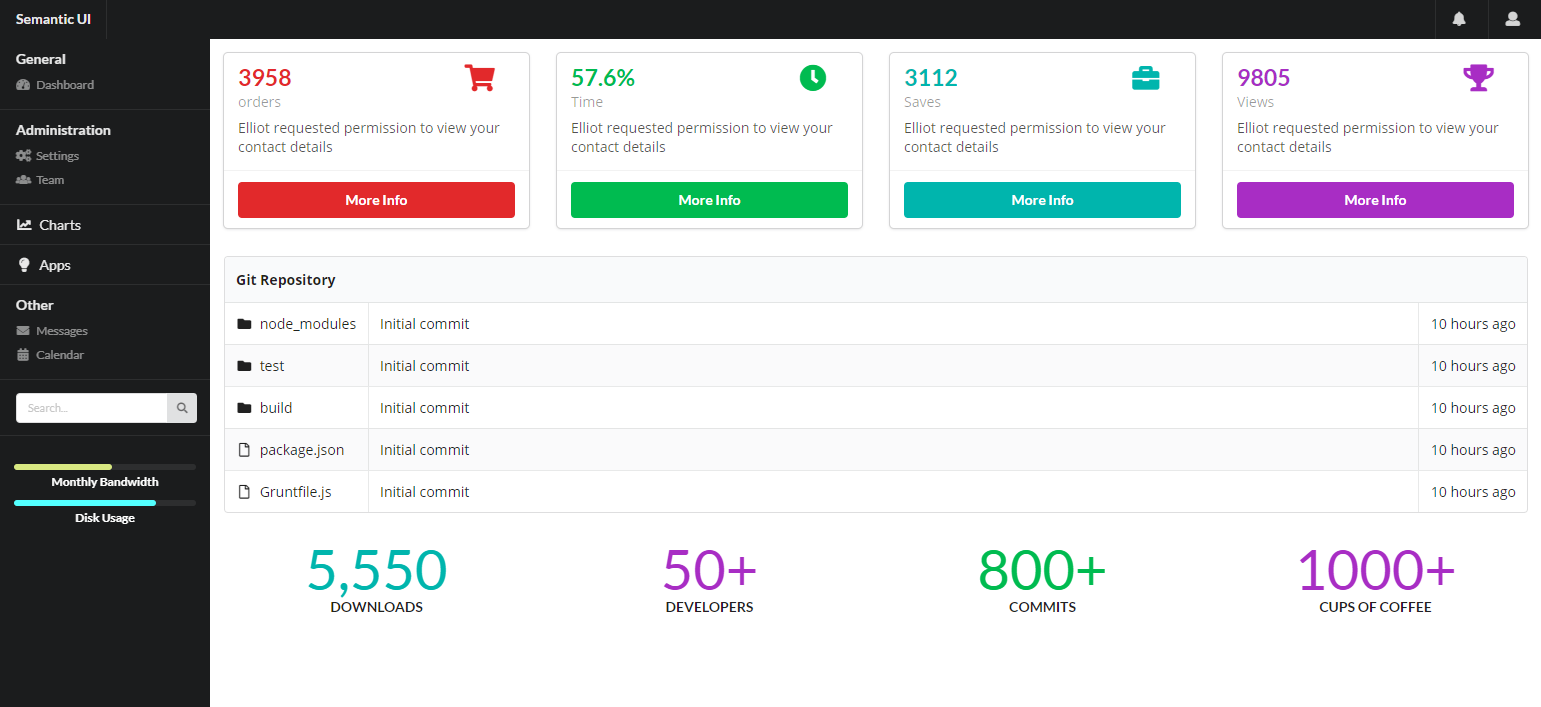 Semantic UI
General
Dashboard
Administration
Settings
Team
Charts
Apps
Other
Messages
Calendar
Search...
Monthly Bandwidth
Disk Usage
3958
orders
Elliot requested permission to view your
contact details
More Info
57.6%
Time
Elliot requested permission to view your
contact details
More Info
3112
Saves
Elliot requested permission to view your
contact details
More Info
9805
Views
Elliot requested permission to view your
contact details
More Info
Git Repository
node_modules Initial commit 10 hours ago
test Initial commit 10 hours ago
build Initial commit 10 hours ago
package.json Initial commit 10 hours ago
Gruntfile.js Initial commit 10 hours ago
5,550
DOWNLOADS
50+
DEVELOPERS
800+
COMMITS
1000+
CUPS OF COFFEE